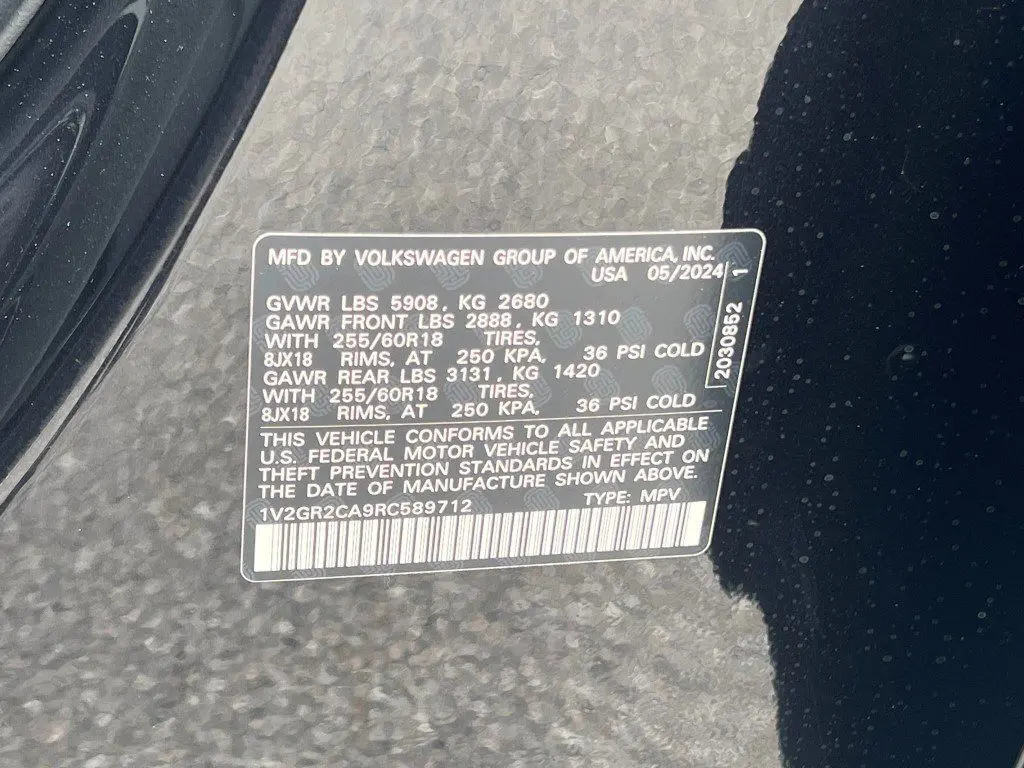 MFD BY VOLKSWAGEN GROUP OF AMERICA, INC.
USA 05/2024
GVWR LBS 5908, KG 2680
GAWR FRONT LBS 2888, KG 1310
WITH 255/60R18 TIRES,
8JX18 RIMS, AT 250 KPA, 36 PSI COLD
GAWR REAR LBS 3131, KG 1420
WITH 255/60R18 TIRES,
8JX18 RIMS, AT 250 KPA, 36 PSI COLD
2030852 1
THIS VEHICLE CONFORMS TO ALL APPLICABLE
U.S. FEDERAL MOTOR VEHICLE SAFETY AND
THEFT PREVENTION STANDARDS IN EFFECT ON
THE DATE OF MANUFACTURE SHOWN ABOVE.
1V2GR2CA9RC589712 TYPE: MPV